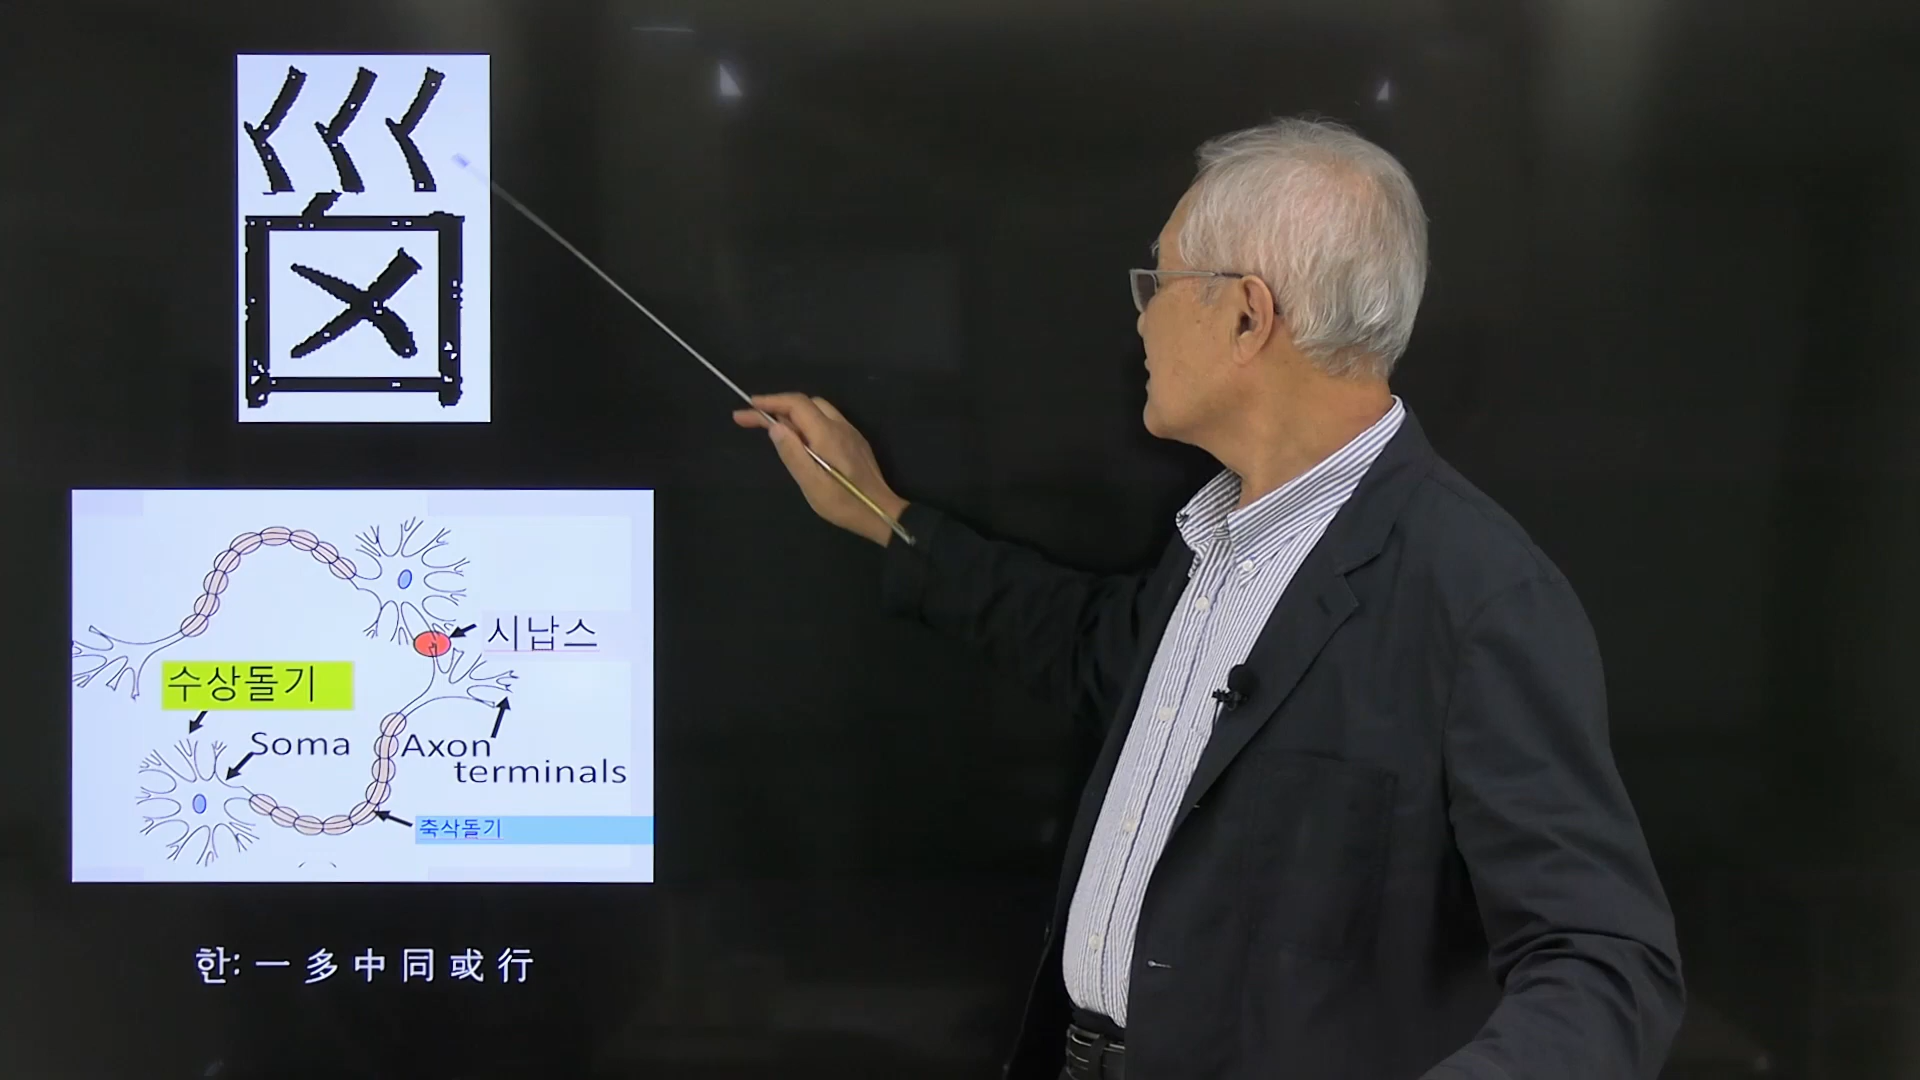 𡿺
시냅스
수상돌기
Soma
Axon
terminals
축삭돌기
한: 一 多 中 同 或 行